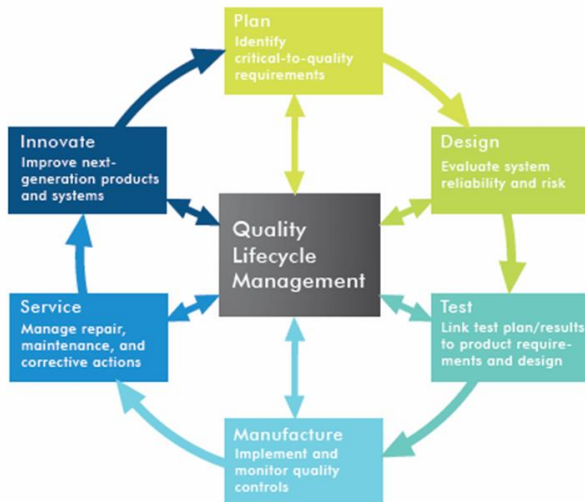 Plan
Identify
critical-to-quality
requirements
Innovate
Improve next-
generation products
and systems
Design
Evaluate system
reliability and risk
Quality
Lifecycle
Management
Service
Manage repair,
maintenance, and
corrective actions
Test
Link test plan/results
to product require-
ments and design
Manufacture
Implement and
monitor quality
controls